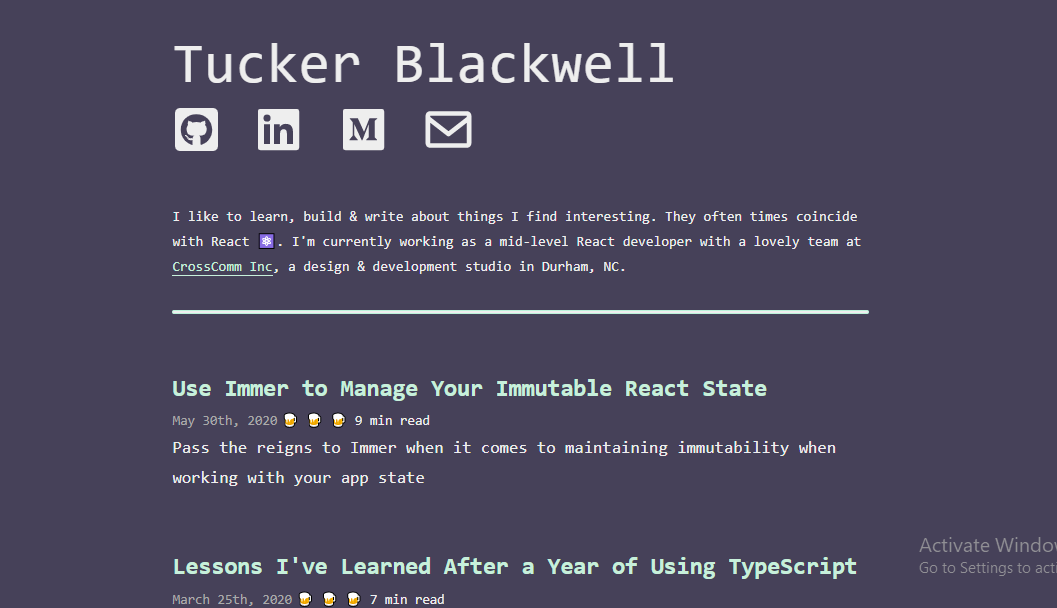 Tucker Blackwell
in M
I like to learn, build & write about things I find interesting. They often times coincide
with React ⚛. I'm currently working as a mid-level React developer with a lovely team at
CrossComm Inc, a design & development studio in Durham, NC.
Use Immer to Manage Your Immutable React State
May 30th, 2020 🍺 🍺 🍺 9 min read
Pass the reigns to Immer when it comes to maintaining immutability when
working with your app state
Lessons I've Learned After a Year of Using TypeScript
March 25th, 2020 🍺 🍺 🍺 7 min read
Activate Window
Go to Settings to acti